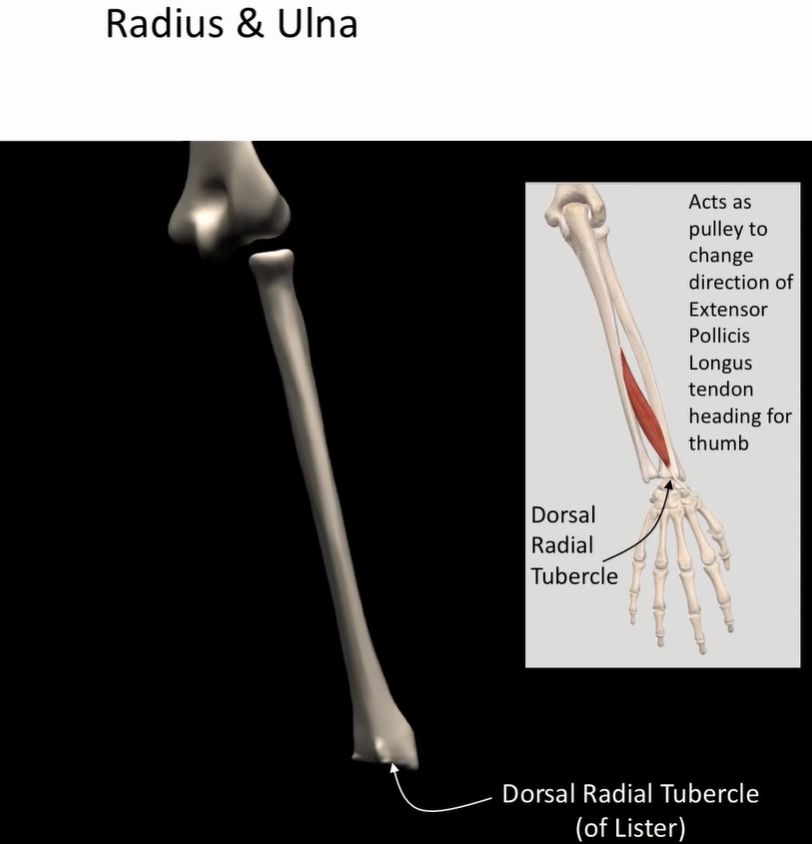 Radius & Ulna
Acts as
pulley to
change
direction of
Extensor
Pollicis
Longus
tendon
heading for
thumb
Dorsal
Radial
Tubercle
Dorsal Radial Tubercle
(of Lister)